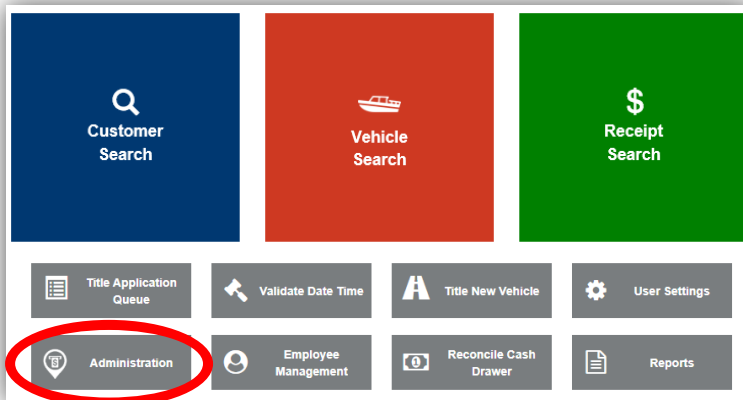 Customer
Search
Vehicle
Search
$
Receipt
Search
Title Application
Queue
Validate Date Time
Title New Vehicle
User Settings
Administration
Employee
Management
Reconcile Cash
Drawer
Reports